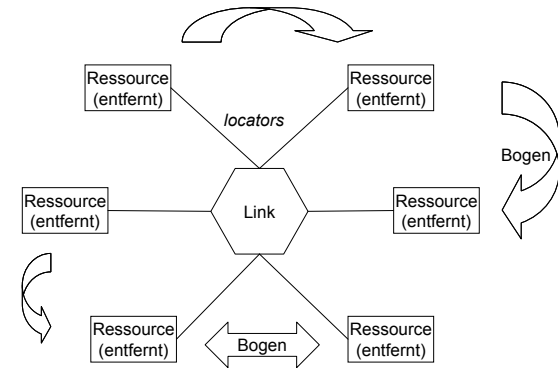 Ressource
(entfernt)
Ressource
(entfernt)
locators
Bogen
Ressource
(entfernt)
Link
Ressource
(entfernt)
Ressource
(entfernt)
Bogen
Ressource
(entfernt)